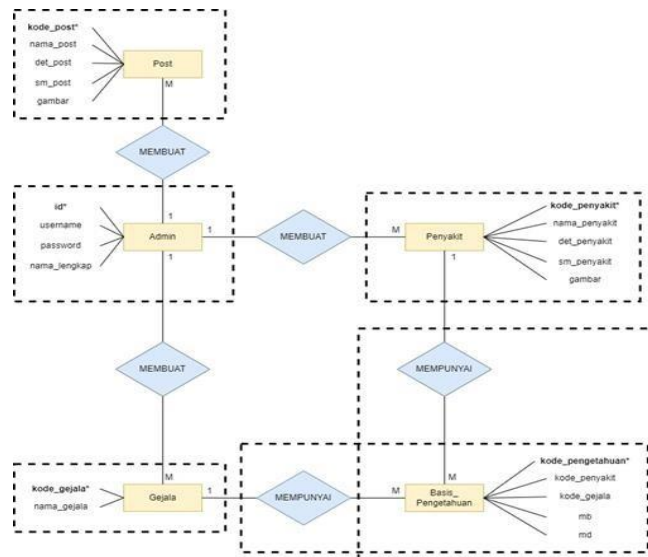 kode_post*
nama_post
det_post
sm_post
gambar
Post
M
MEMBUAT
1
id*
username
password
nama_lengkap
Admin
1
1
MEMBUAT
M
Penyakit
1
kode_penyakit*
nama_penyakit
det_penyakit
sm_penyakit
gambar
MEMBUAT
MEMPUNYAI
M
kode_gejala*
nama_gejala
Gejala
1
MEMPUNYAI
M
M
Basis_
Pengetahuan
kode_pengetahuan*
kode_penyakit
kode_gejala
mb
md